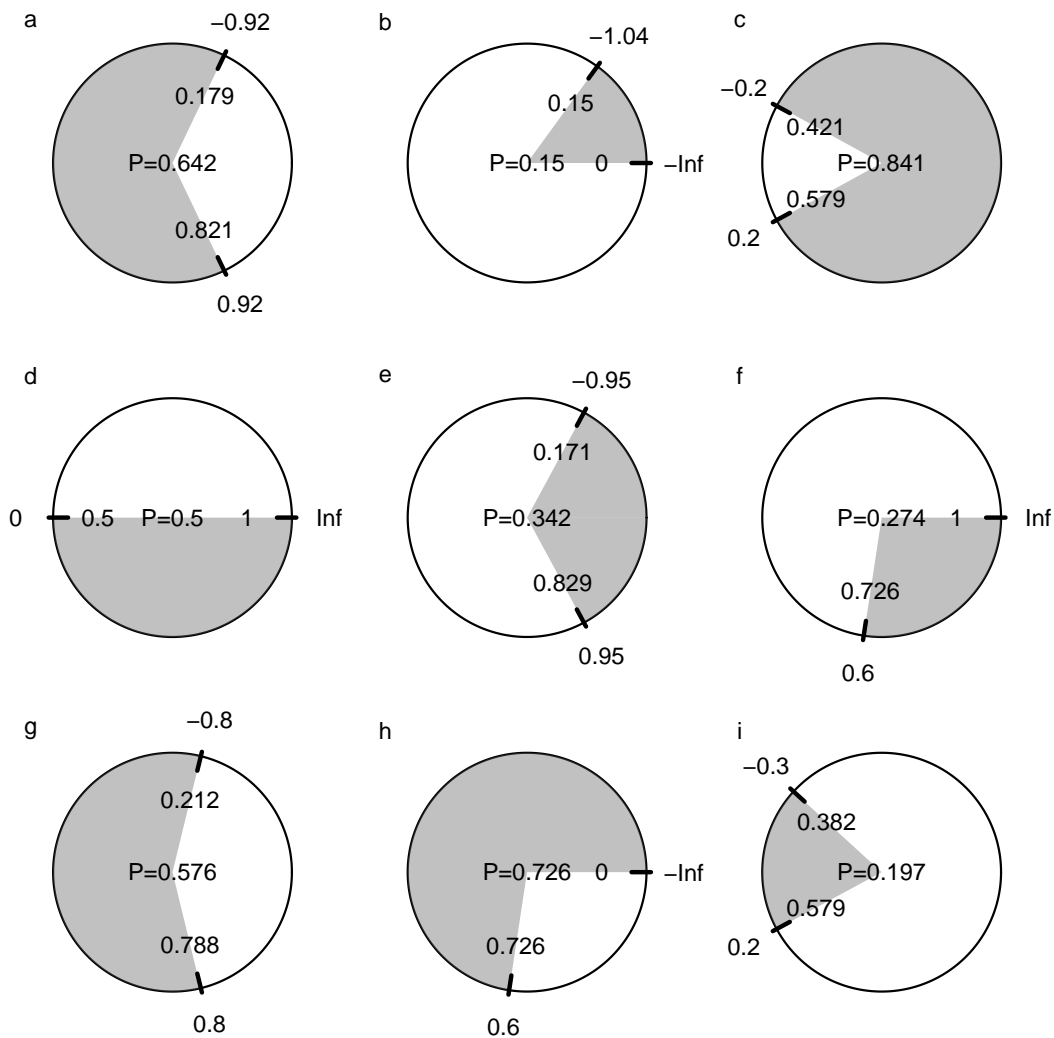 a
−0.92
0.179
P=0.642
0.821
0.92
b
−1.04
0.15
P=0.15
0
−Inf
c
−0.2
0.421
P=0.841
0.579
0.2
d
0
0.5
P=0.5
1
Inf
e
−0.95
0.171
P=0.342
0.829
0.95
f
P=0.274
1
Inf
0.726
0.6
g
−0.8
0.212
P=0.576
0.788
0.8
h
P=0.726
0
−Inf
0.726
0.6
i
−0.3
0.382
P=0.197
0.579
0.2